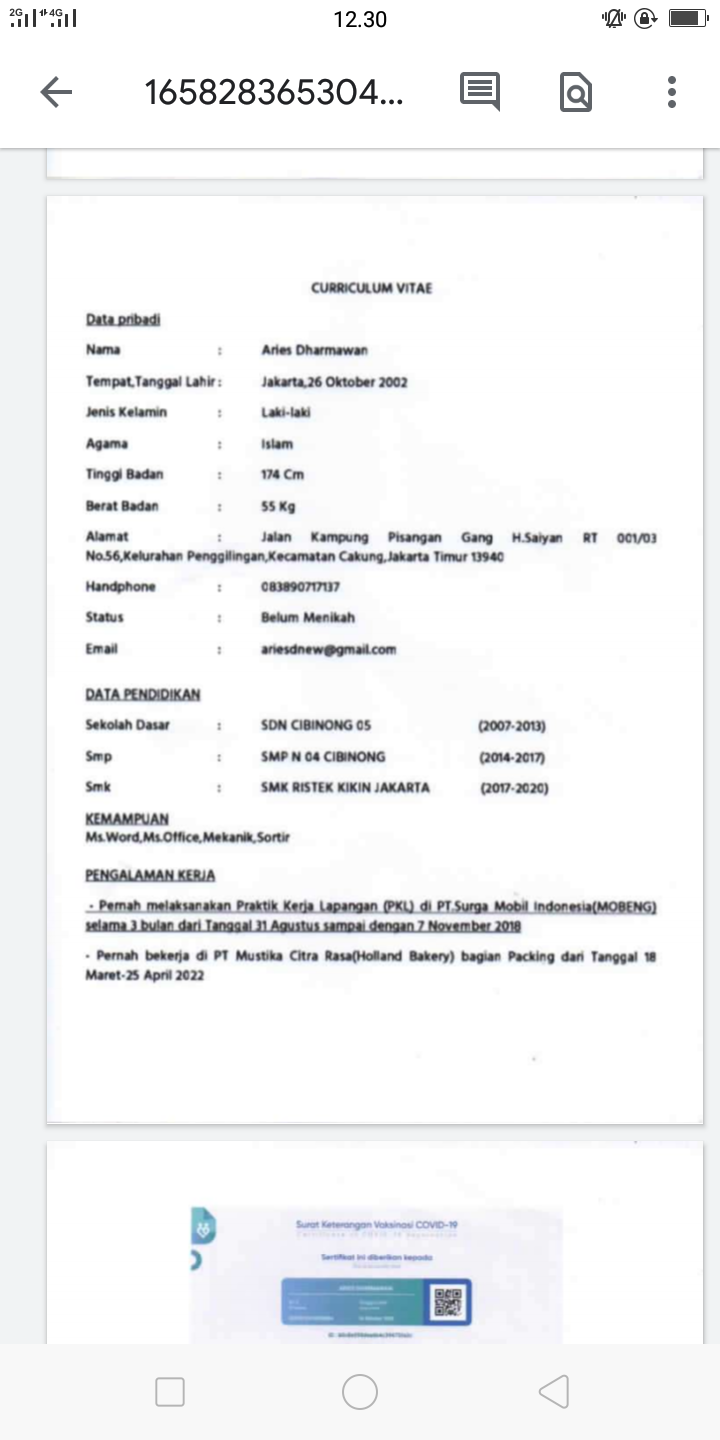 2G 4G 12.30
165828365304...
CURRICULUM VITAE
Data pribadi
Nama : Aries Dharmawan
Tempat,Tanggal Lahir : Jakarta,26 Oktober 2002
Jenis Kelamin : Laki-laki
Agama : Islam
Tinggi Badan : 174 Cm
Berat Badan : 55 Kg
Alamat : Jalan Kampung Pisangan Gang H.Saiyan RT 001/03
No.56,Kelurahan Penggilingan,Kecamatan Cakung,Jakarta Timur 13940
Handphone : 083890717137
Status : Belum Menikah
Email : ariesdnew@gmail.com
DATA PENDIDIKAN
Sekolah Dasar : SDN CIBINONG 05 (2007-2013)
Smp : SMP N 04 CIBINONG (2014-2017)
Smk : SMK RISTEK KIKIN JAKARTA (2017-2020)
KEMAMPUAN
Ms.Word,Ms.Office,Mekanik,Sortir
PENGALAMAN KERJA
- Pernah melaksanakan Praktik Kerja Lapangan (PKL) di PT.Surga Mobil Indonesia(MOBENG)
selama 3 bulan dari Tanggal 31 Agustus sampai dengan 7 November 2018
- Pernah bekerja di PT Mustika Citra Rasa(Holland Bakery) bagian Packing dari Tanggal 18
Maret-25 April 2022
Surat Keterangan Vaksinasi COVID-19
Sertifikat ini diberikan kepada